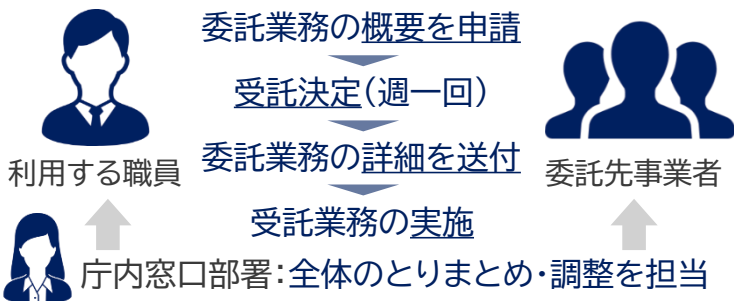 委託業務の概要を申請
受託決定(週一回)
委託業務の詳細を送付
利用する職員
委託先事業者
受託業務の実施
庁内窓口部署:全体のとりまとめ・調整を担当